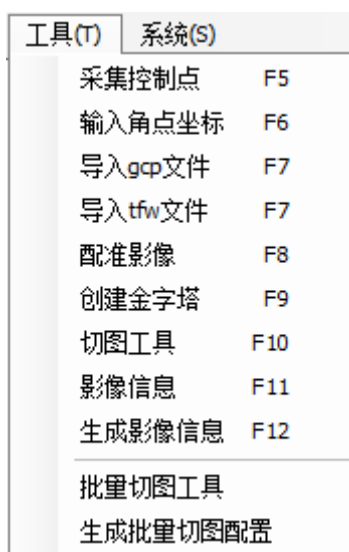 工具(T) 系统(S)
采集控制点 F5
输入角点坐标 F6
导入gcp文件 F7
导入tfw文件 F7
配准影像 F8
创建金字塔 F9
切图工具 F10
影像信息 F11
生成影像信息 F12
批量切图工具
生成批量切图配置